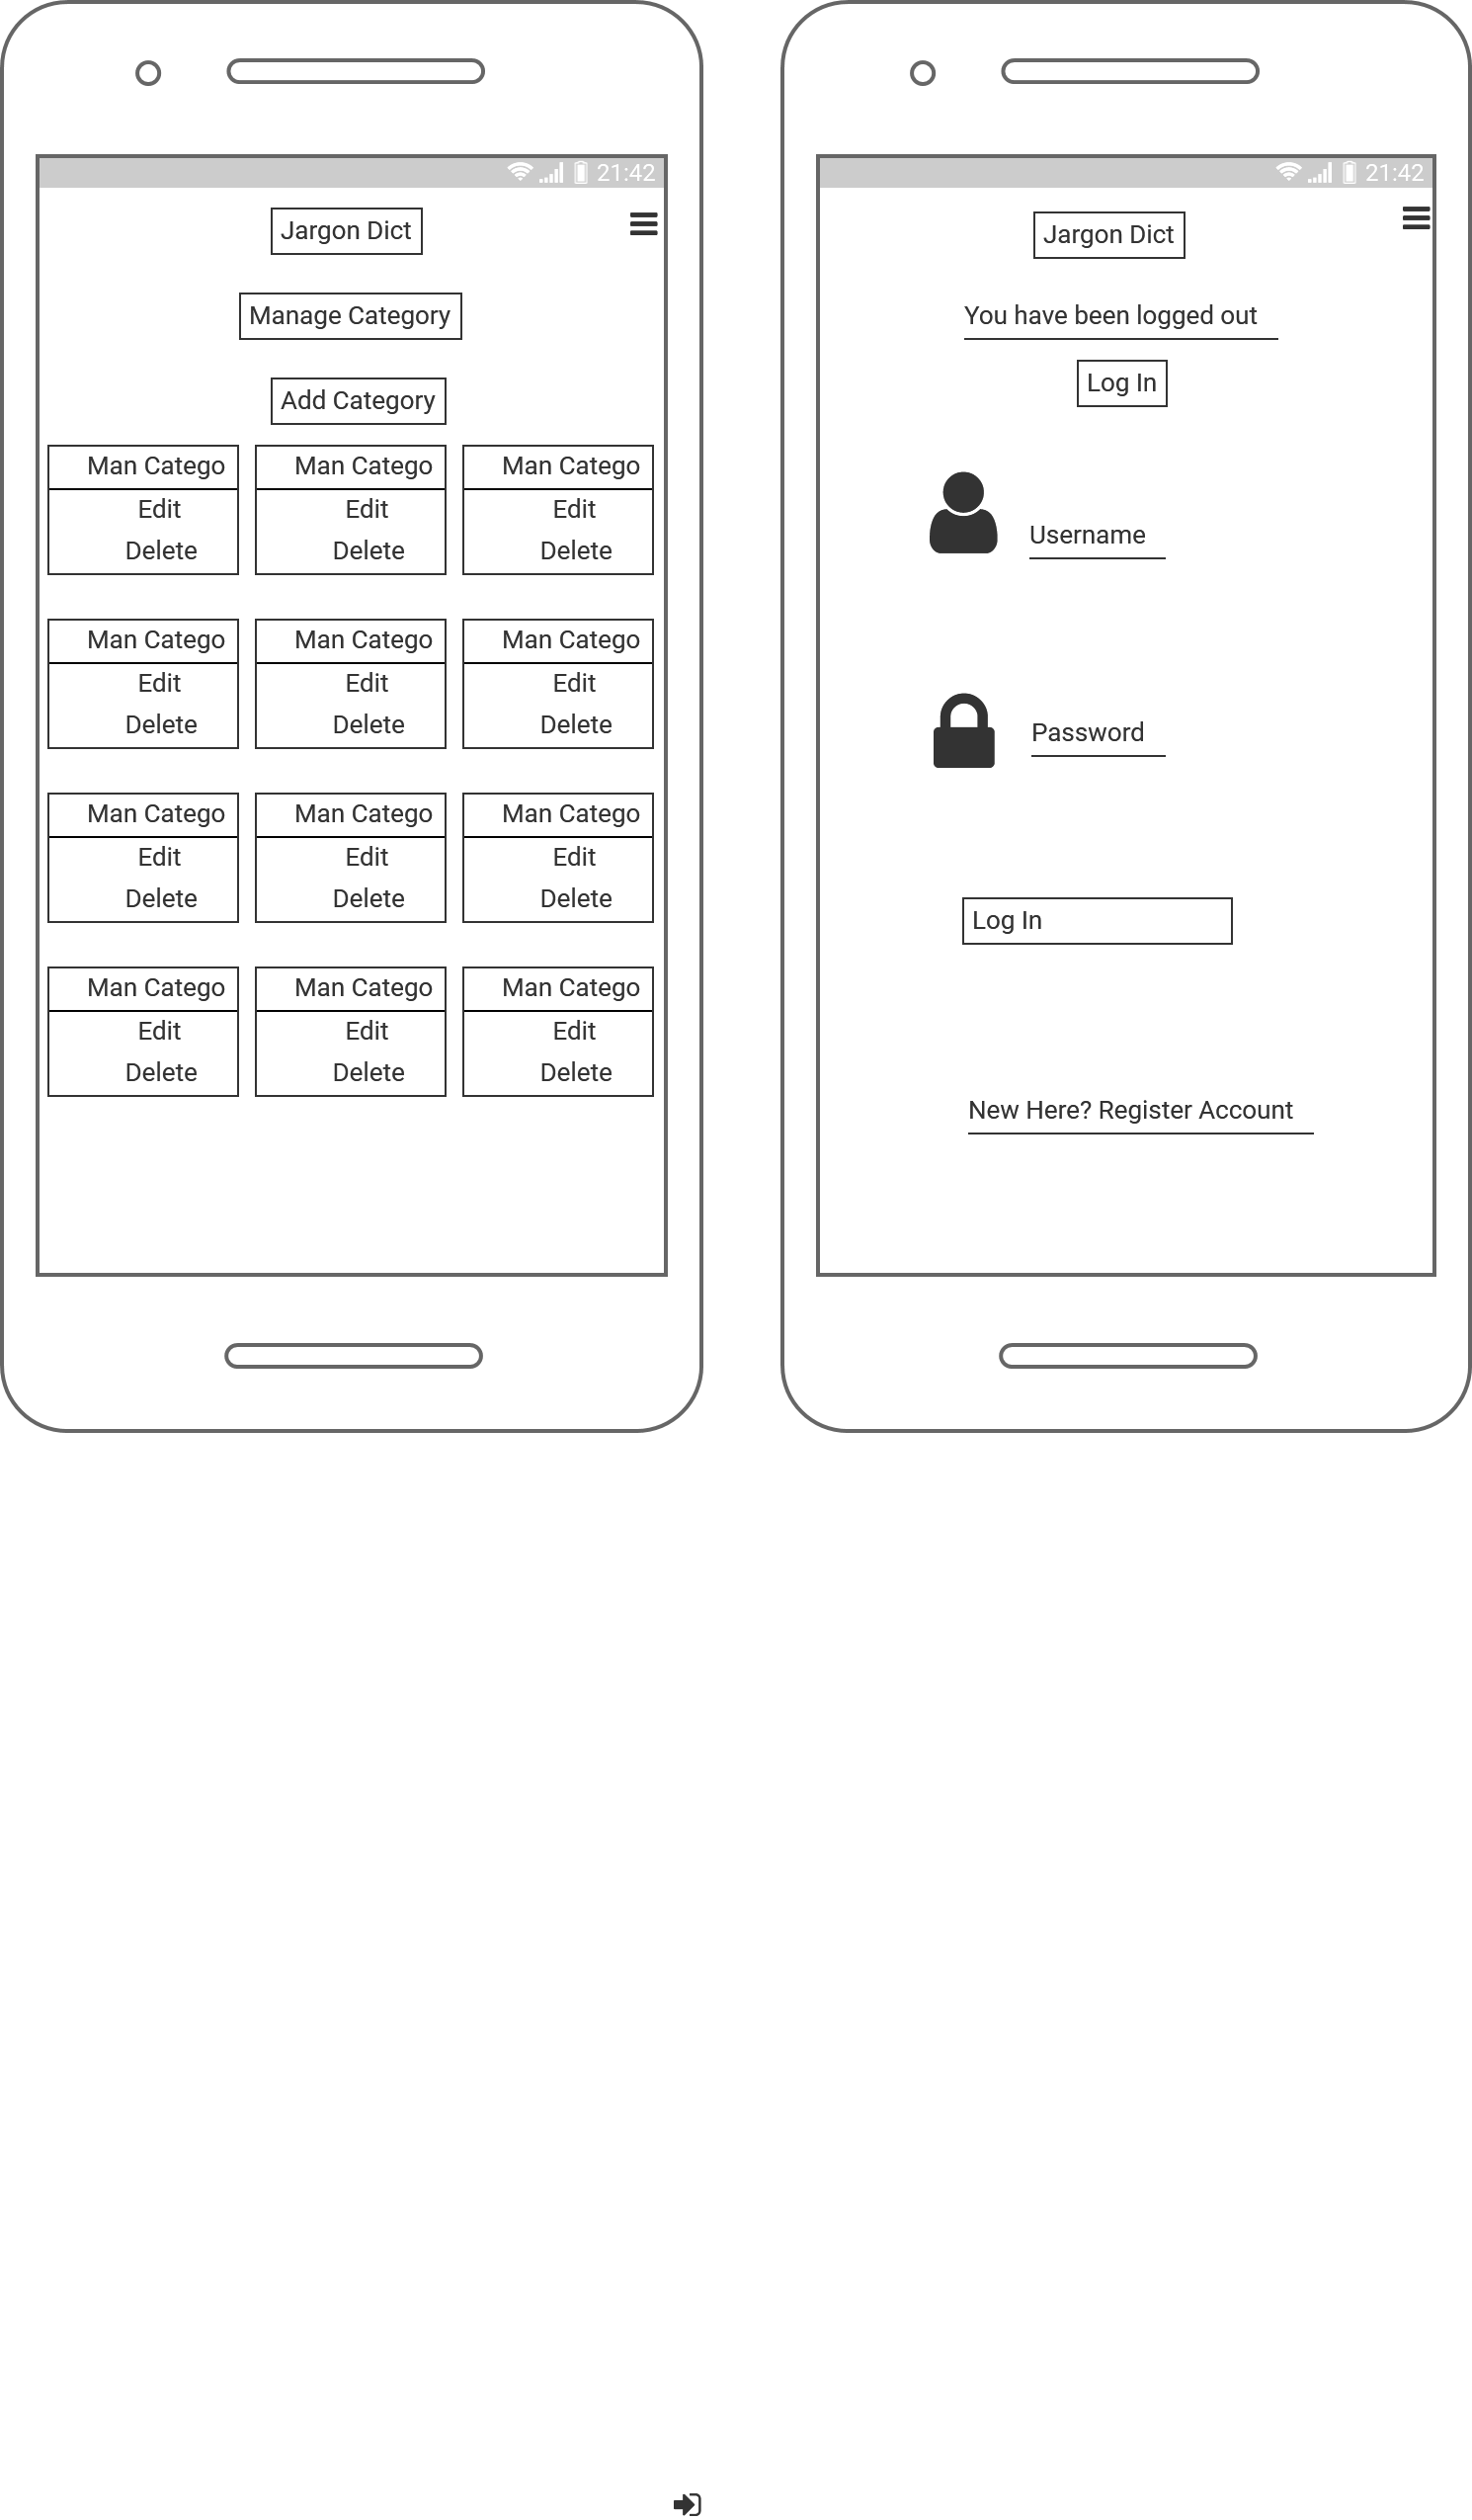 21:42
Jargon Dict
Manage Category
Add Category
Man Catego Man Catego Man Catego
Edit Edit Edit
Delete Delete Delete
Man Catego Man Catego Man Catego
Edit Edit Edit
Delete Delete Delete
Man Catego Man Catego Man Catego
Edit Edit Edit
Delete Delete Delete
Man Catego Man Catego Man Catego
Edit Edit Edit
Delete Delete Delete
21:42
Jargon Dict
You have been logged out
Log In
Username
Password
Log In
New Here? Register Account